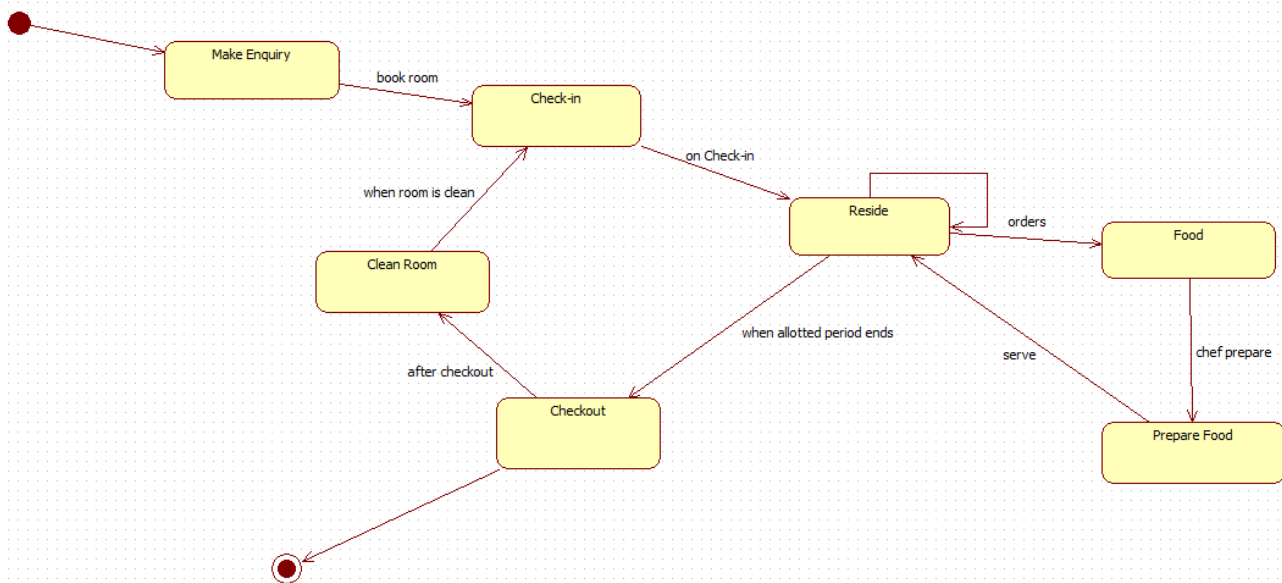 Make Enquiry
book room
Check-in
on Check-in
when room is clean
Reside
orders
Food
Clean Room
when allotted period ends
serve
chef prepare
after checkout
Checkout
Prepare Food